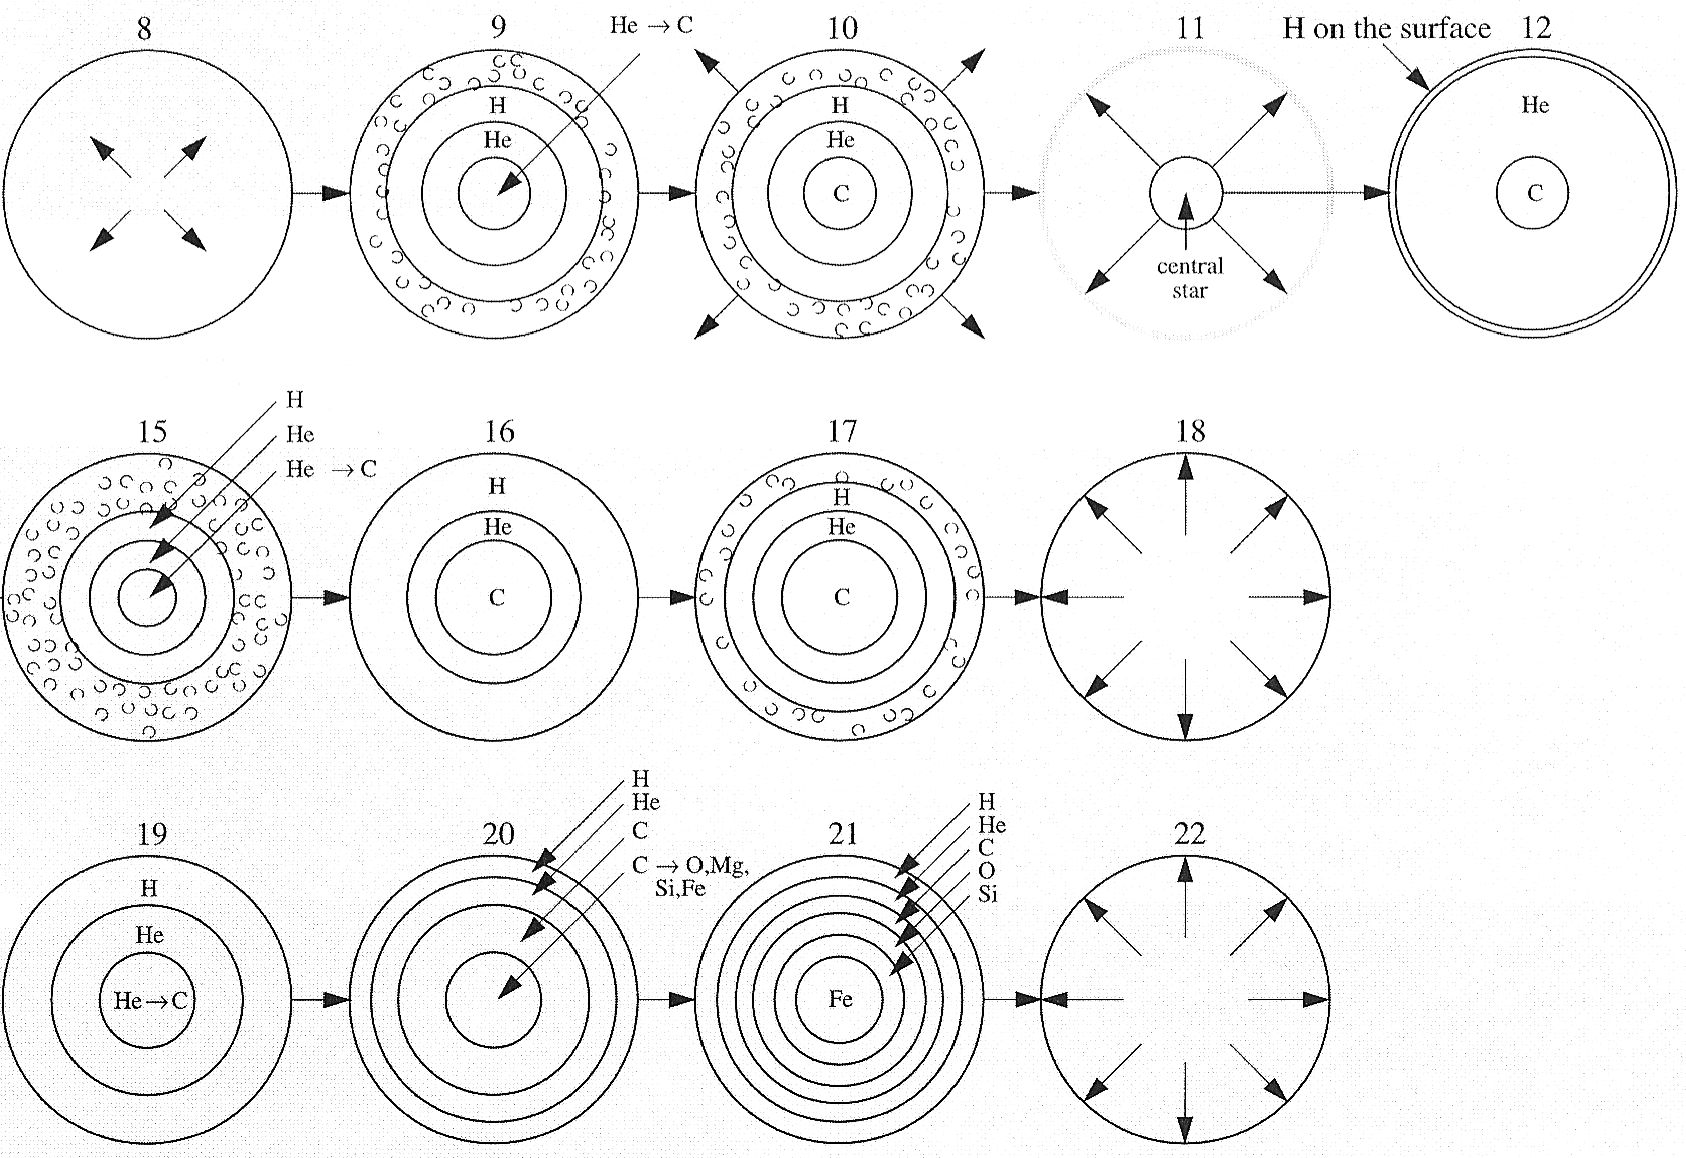 8
9
He → C
10
11
H on the surface
12
H
He
H
He
C
central
star
He
C
15
H
He
He → C
16
H
He
C
17
H
He
C
18
19
H
He
He→C
20
H
He
C
C → O,Mg,
Si,Fe
21
H
He
C
O
Si
Fe
22